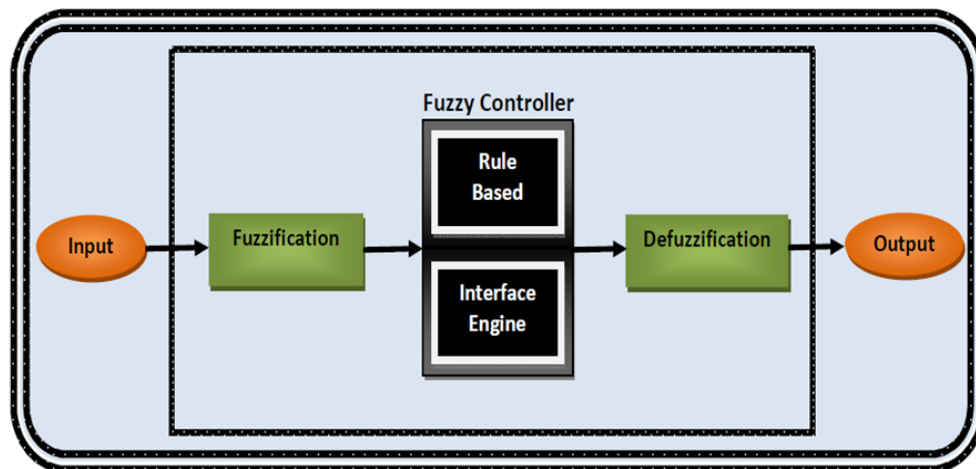 Fuzzy Controller
Rule
Based
Input
Fuzzification
Defuzzification
Output
Interface
Engine